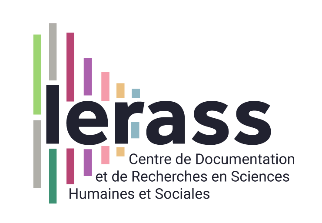 lerass
Centre de Documentation
et de Recherches en Sciences
Humaines et Sociales